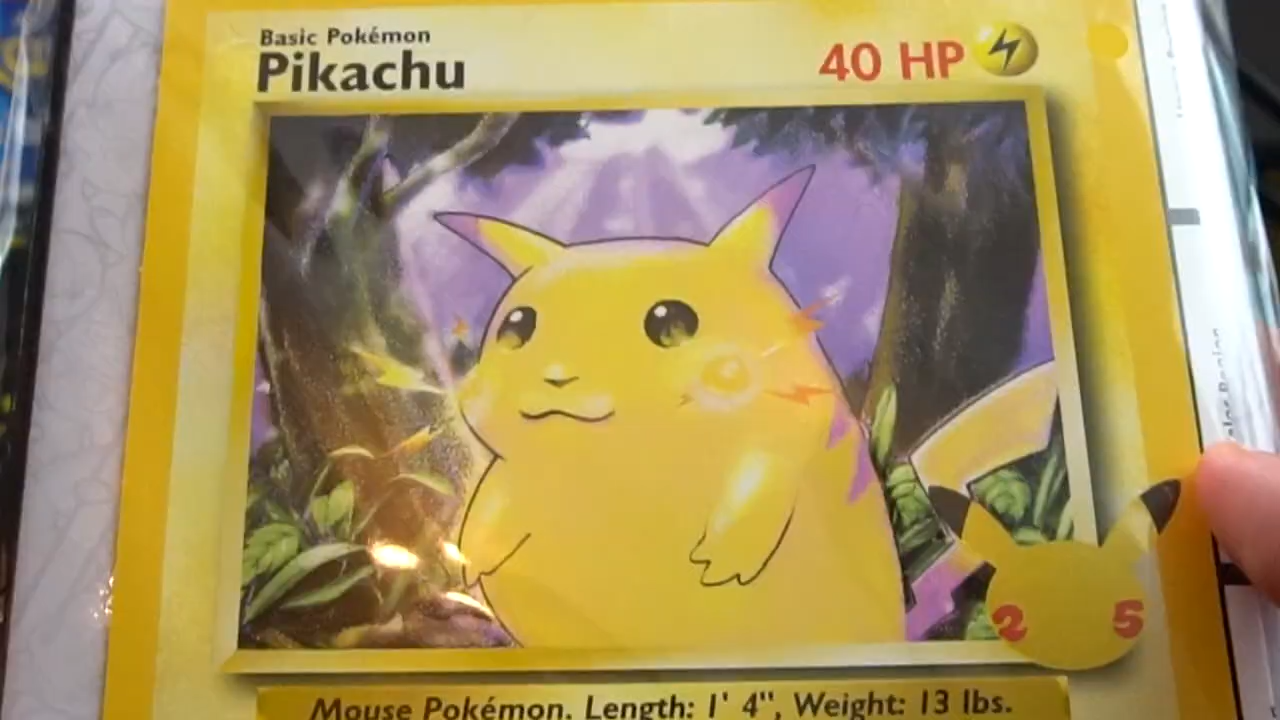 Basic Pokémon
Pikachu
40 HP
2 5
Mouse Pokémon. Length: 1' 4", Weight: 13 lbs.